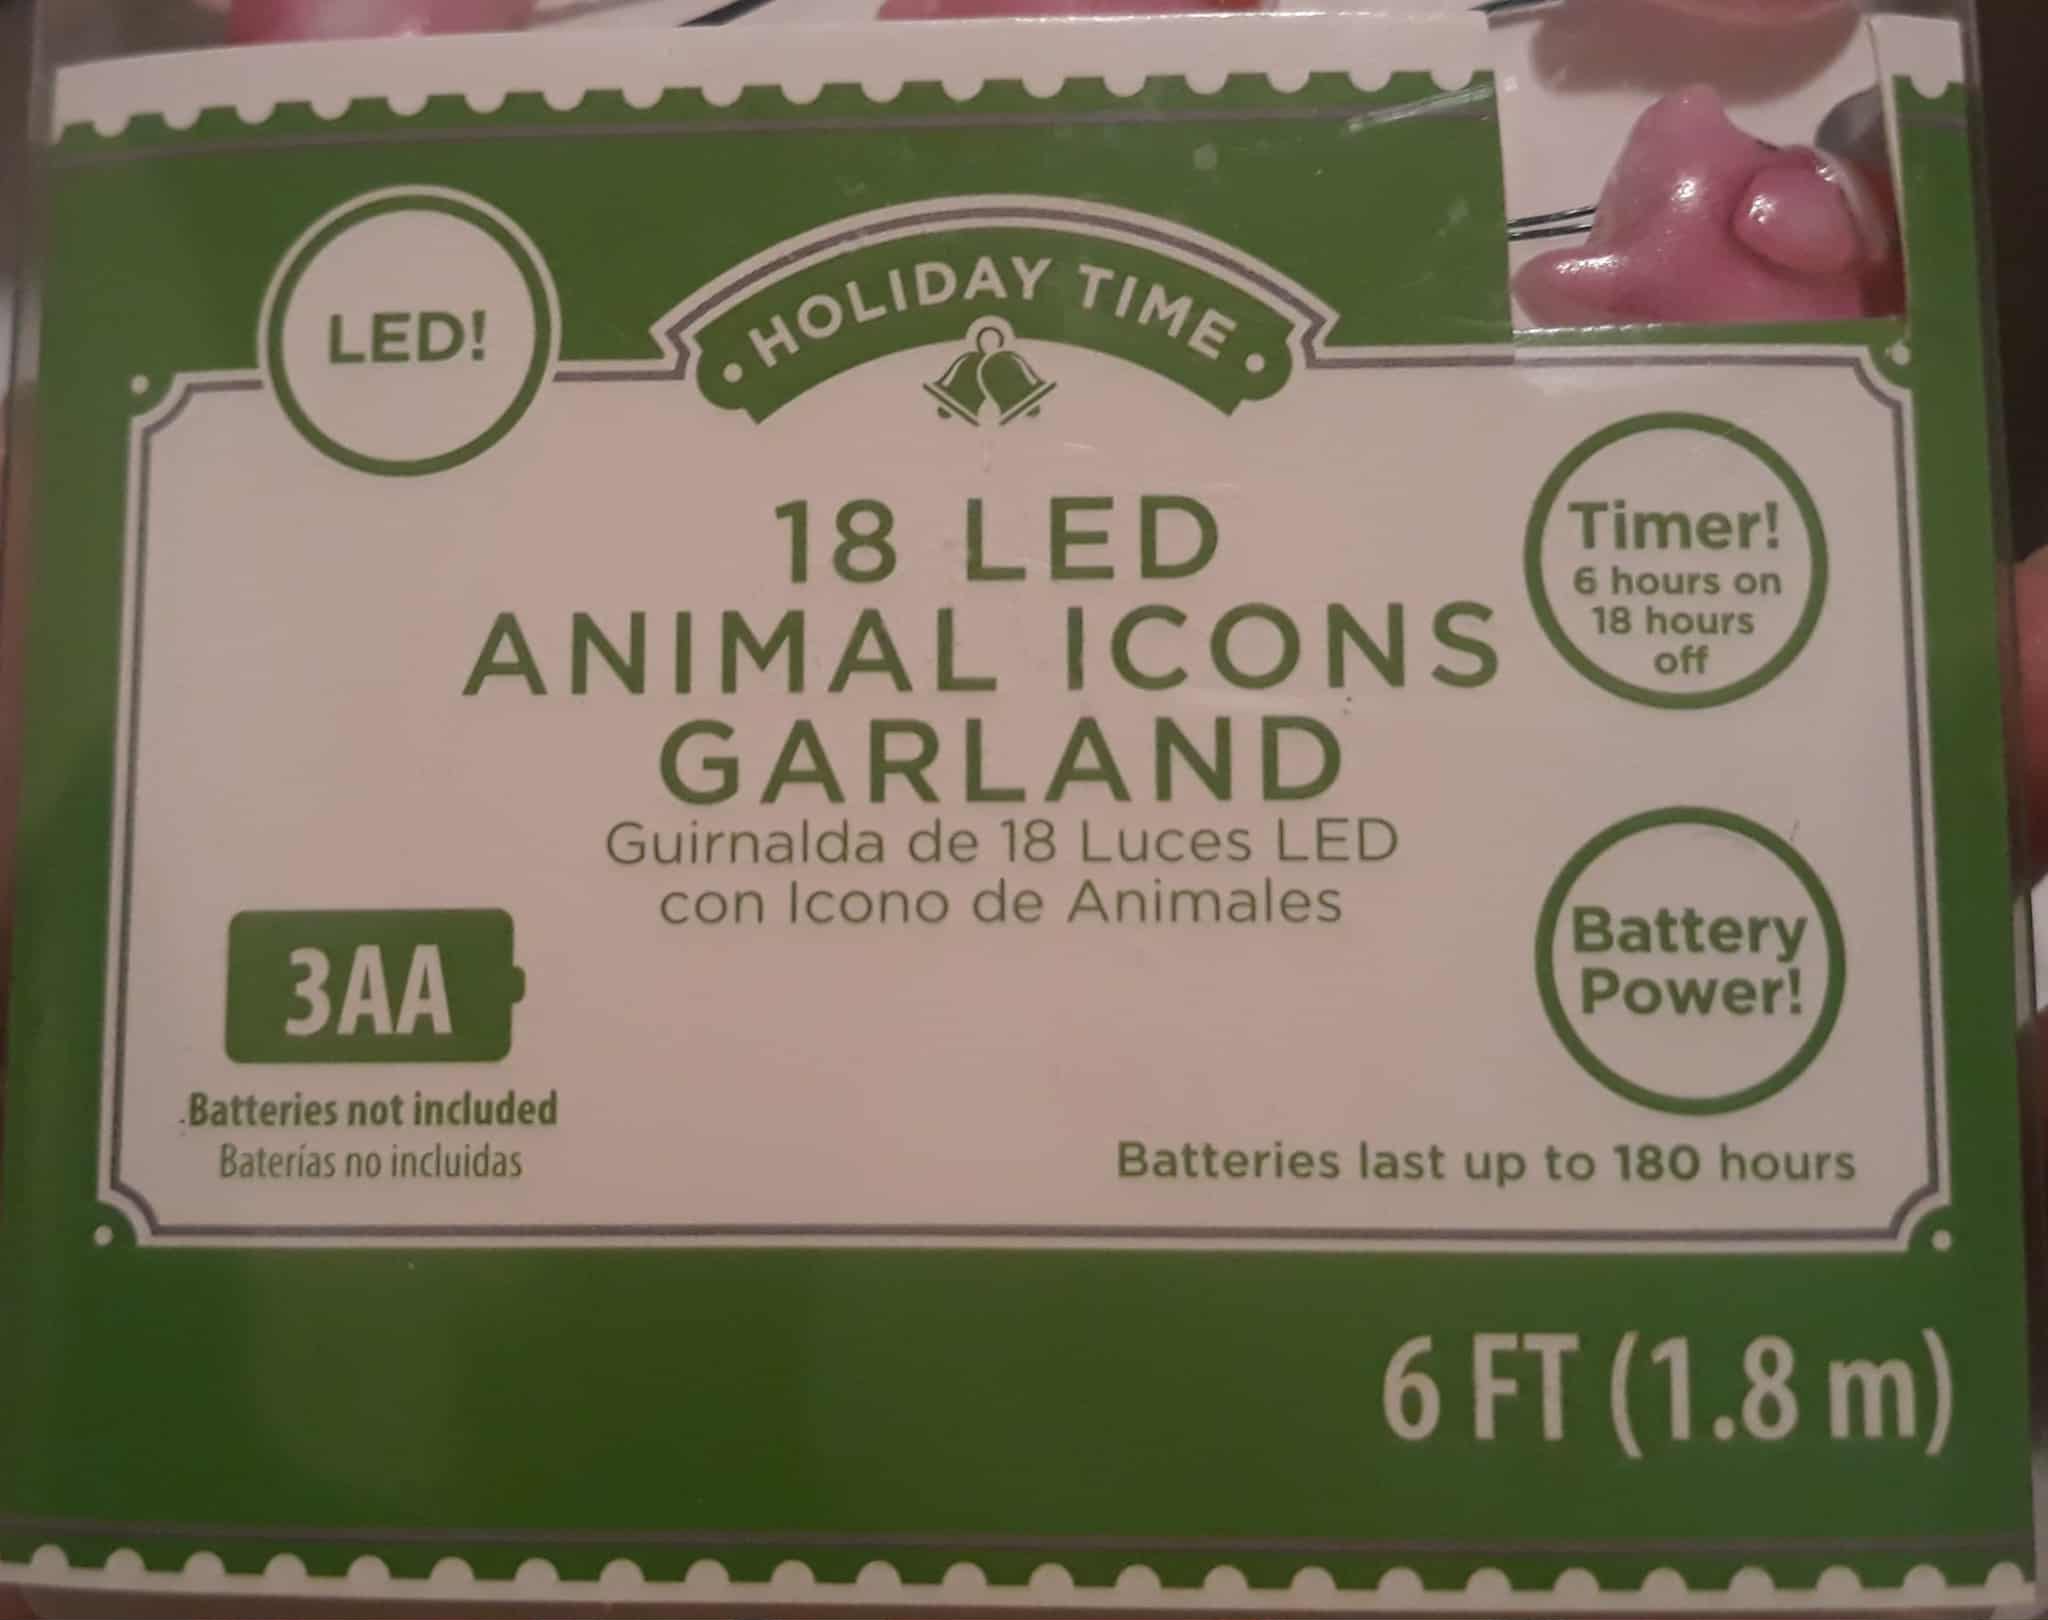 LED!
HOLIDAY TIME
18 LED
ANIMAL ICONS
GARLAND
Guirnalda de 18 Luces LED
con Icono de Animales
Timer!
6 hours on
18 hours
off
Battery
Power!
3AA
Batteries not included
Baterías no incluidas
Batteries last up to 180 hours
6 FT (1.8 m)